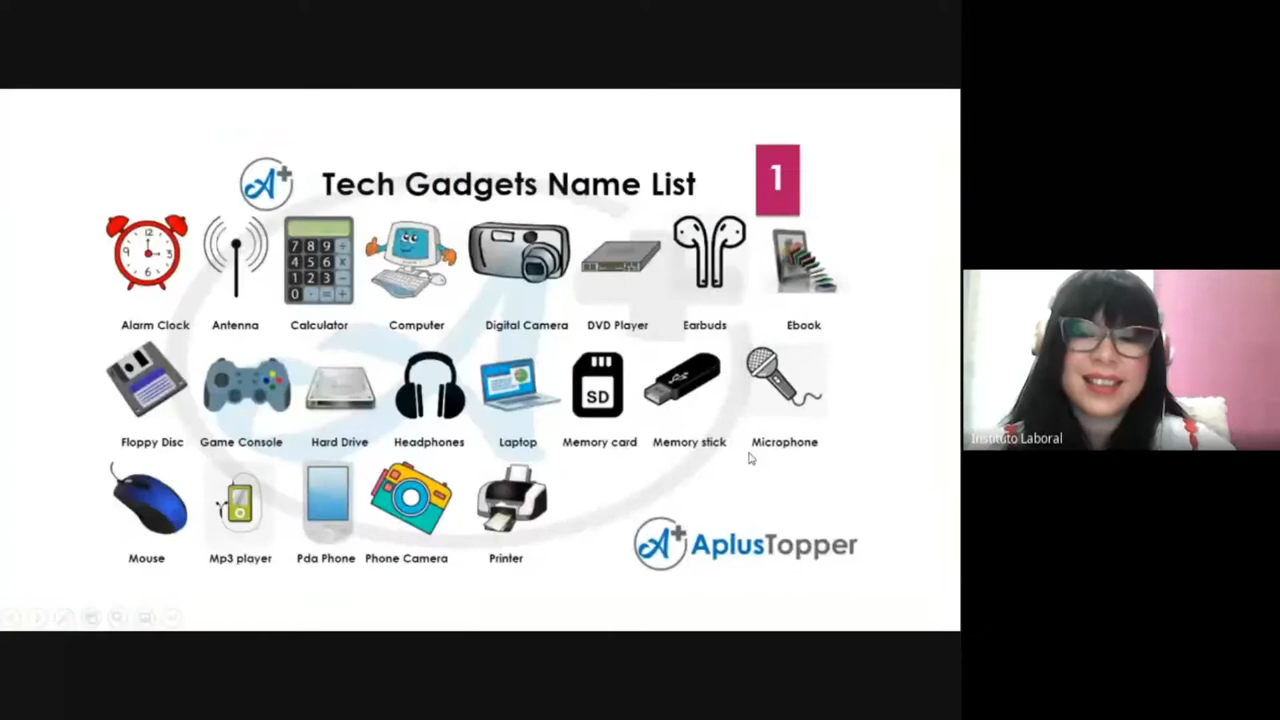 A+ Tech Gadgets Name List 1
Alarm Clock Antenna Calculator Computer Digital Camera DVD Player Earbuds Ebook
SD
Floppy Disc Game Console Hard Drive Headphones Laptop Memory card Memory stick Microphone
Mouse Mp3 player Pda Phone Phone Camera Printer
A+ AplusTopper
Instituto Laboral